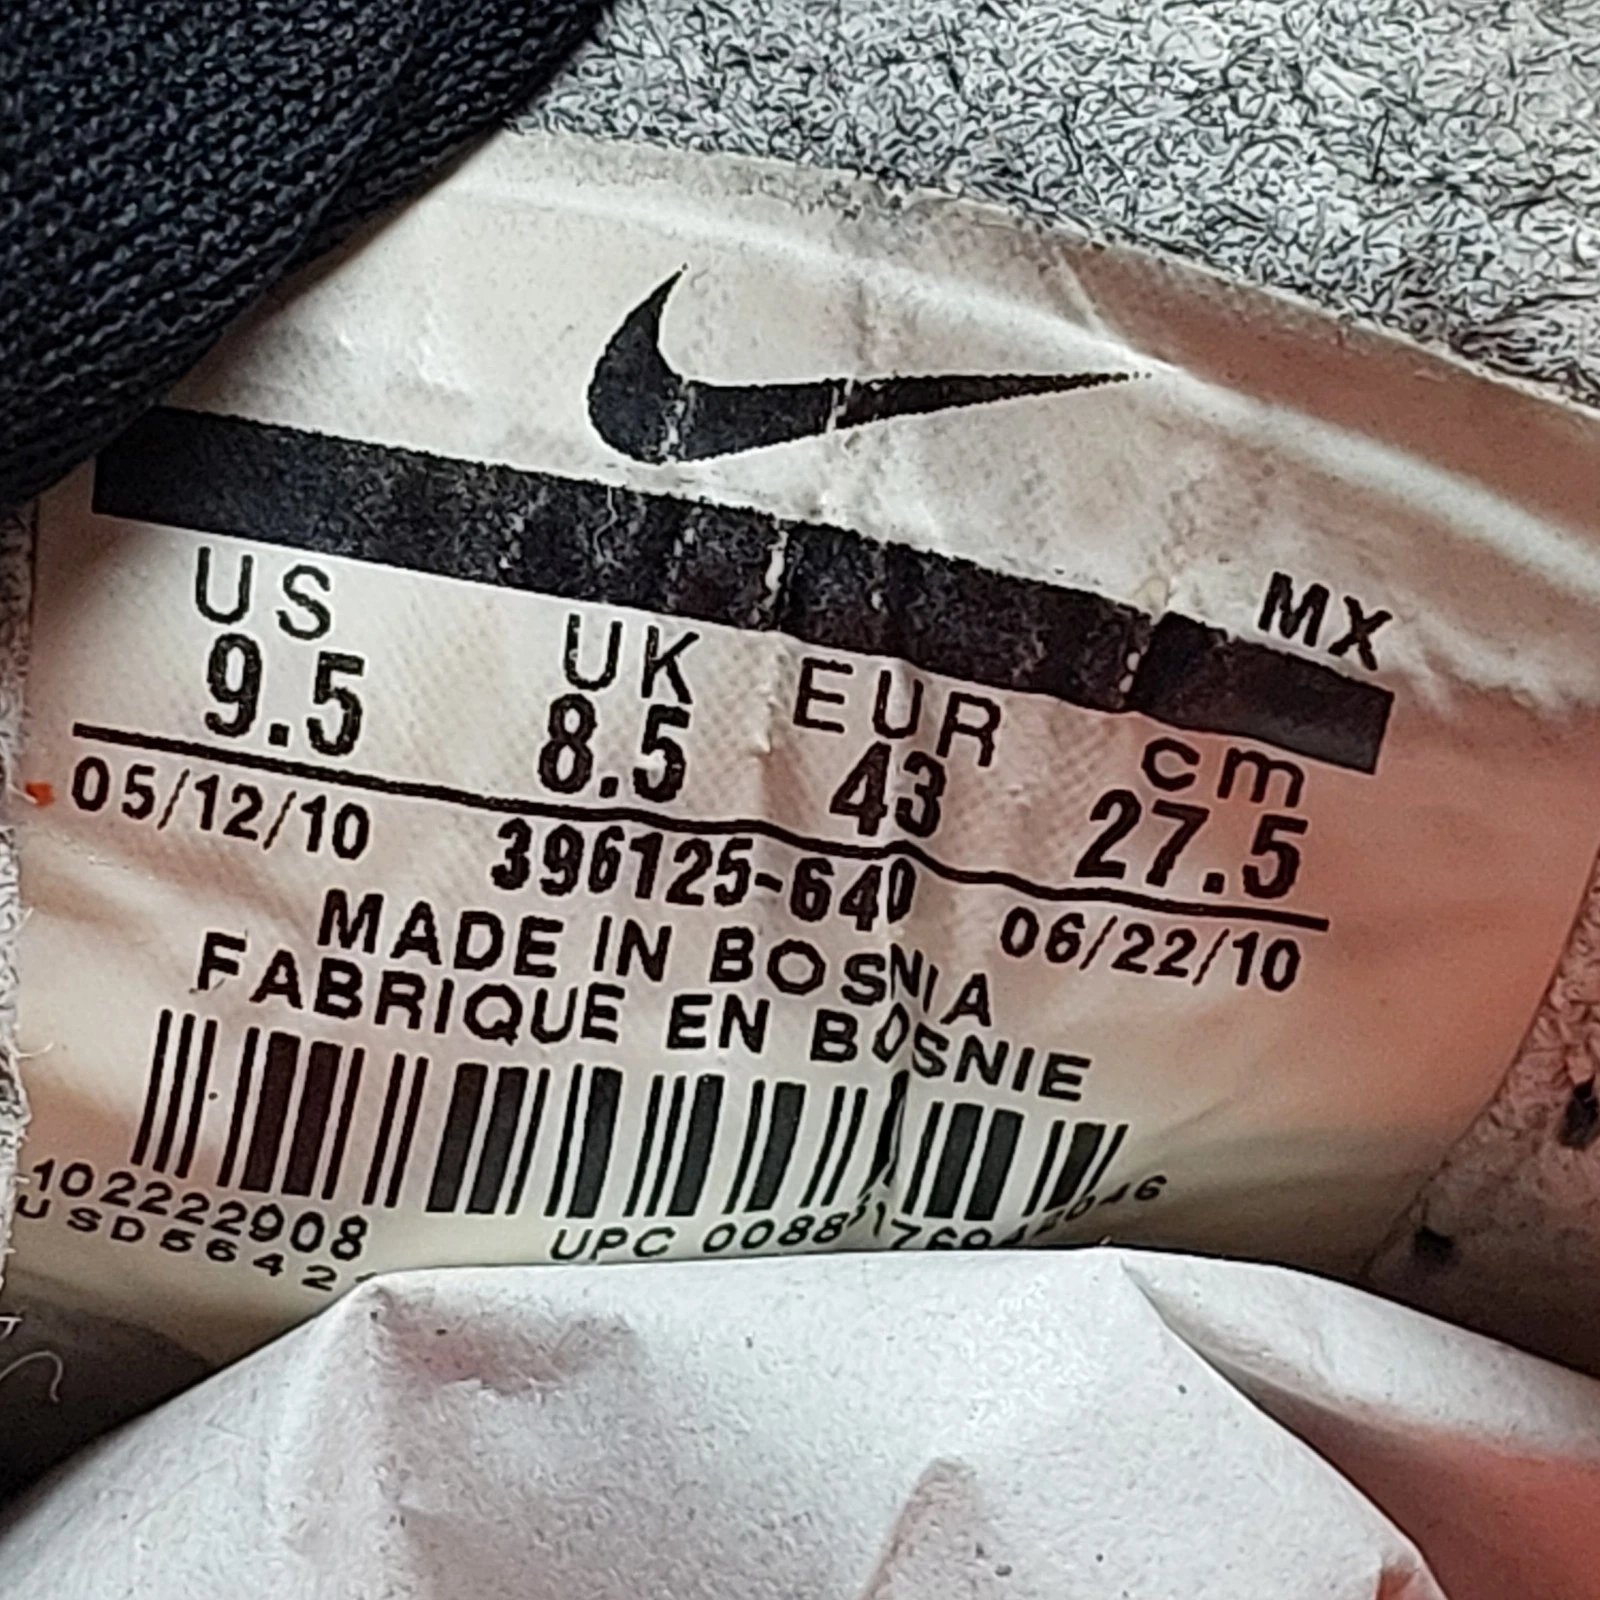 MX
US UK EUR cm
9.5 8.5 43 27.5
05/12/10 396125-640 06/22/10
MADE IN BOSNIA
FABRIQUE EN BOSNIE
102222908
UPC